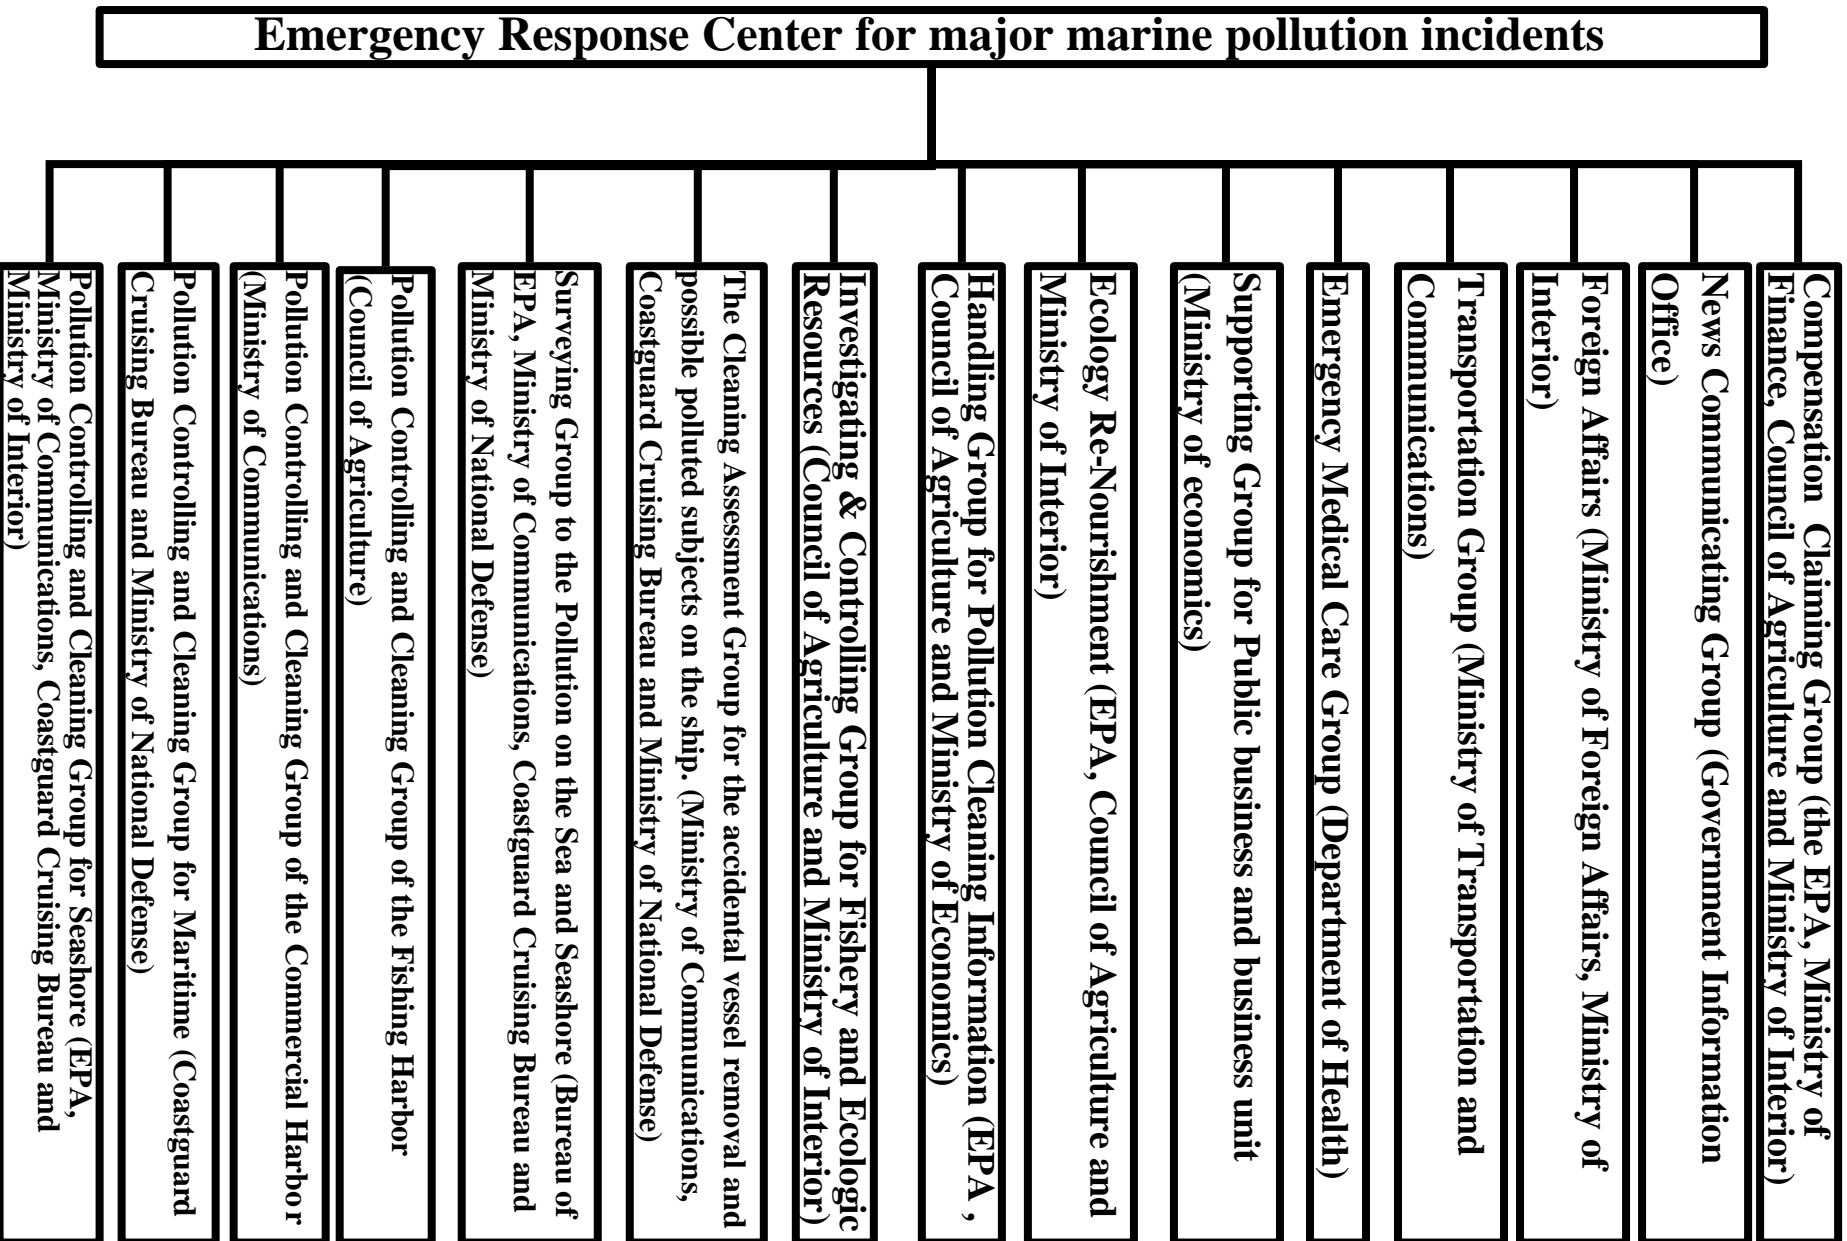 Emergency Response Center for major marine pollution incidents
Pollution Controlling and Cleaning Group for Seashore (EPA,
Ministry of Communications, Coastguard Cruising Bureau and
Ministry of Interior)
Pollution Controlling and Cleaning Group for Maritime (Coastguard
Cruising Bureau and Ministry of National Defense)
Pollution Controlling and Cleaning Group of the Commercial Harbor
(Ministry of Communications)
Pollution Controlling and Cleaning Group of the Fishing Harbor
(Council of Agriculture)
Surveying Group to the Pollution on the Sea and Seashore (Bureau of
EPA, Ministry of Communications, Coastguard Cruising Bureau and
Ministry of National Defense)
The Cleaning Assessment Group for the accidental vessel removal and
possible polluted subjects on the ship. (Ministry of Communications,
Coastguard Cruising Bureau and Ministry of National Defense)
Investigating & Controlling Group for Fishery and Ecologic
Resources (Council of Agriculture and Ministry of Interior)
Handling Group for Pollution Cleaning Information (EPA ,
Council of Agriculture and Ministry of Economics)
Ecology Re-Nourishment (EPA, Council of Agriculture and
Ministry of Interior)
Supporting Group for Public business and business unit
(Ministry of economics)
Emergency Medical Care Group (Department of Health)
Transportation Group (Ministry of Transportation and
Communications)
Foreign Affairs (Ministry of Foreign Affairs, Ministry of
Interior)
News Communicating Group (Government Information
Office)
Compensation Claiming Group (the EPA, Ministry of
Finance, Council of Agriculture and Ministry of Interior)